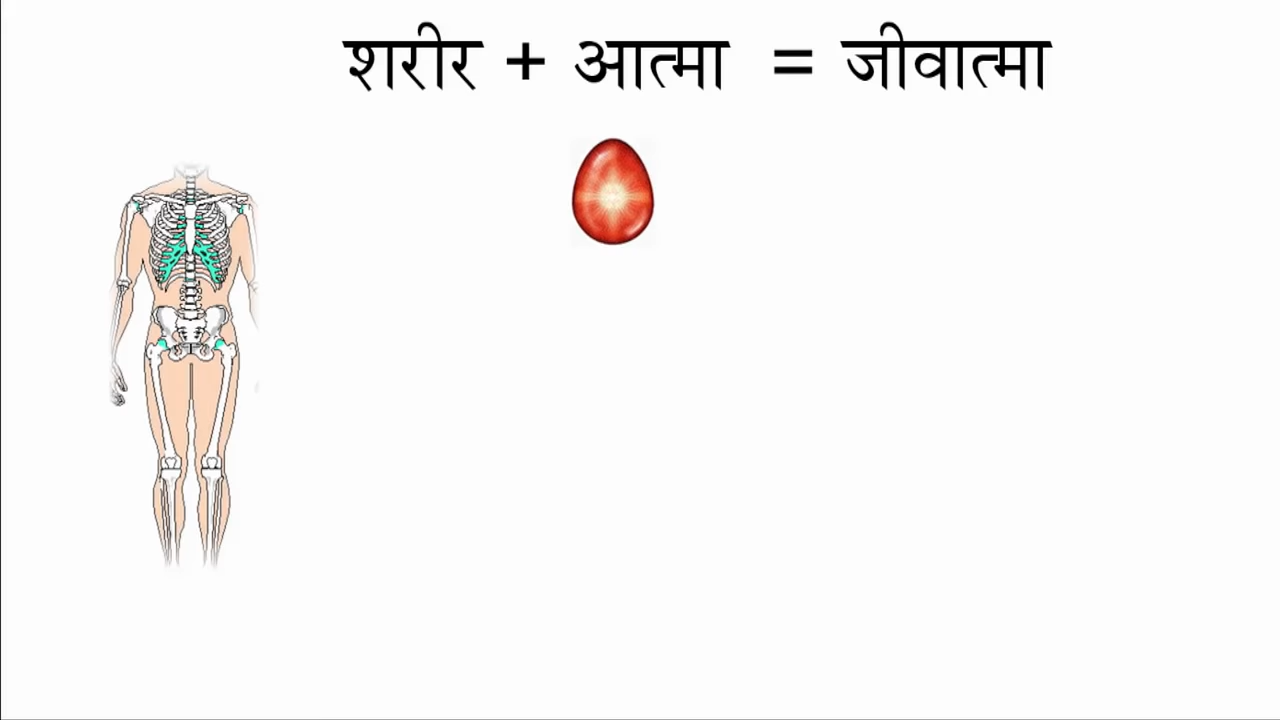 शरीर + आत्मा = जीवात्मा